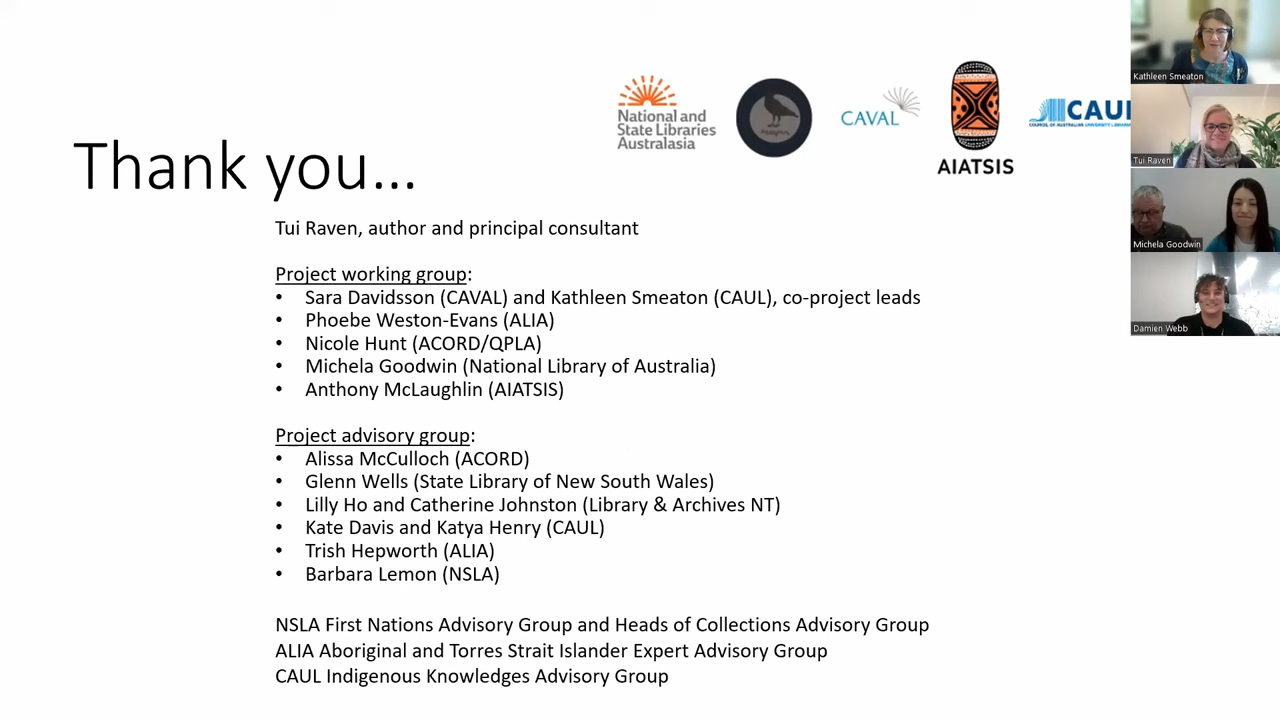 National and
State Libraries
Australasia
CAVAL
AIATSIS
CAUL
COUNCIL OF AUSTRALIAN UNIVERSITY LIBRARIANS
Thank you...
Tui Raven, author and principal consultant
Project working group:
• Sara Davidsson (CAVAL) and Kathleen Smeaton (CAUL), co-project leads
• Phoebe Weston-Evans (ALIA)
• Nicole Hunt (ACORD/QPLA)
• Michela Goodwin (National Library of Australia)
• Anthony McLaughlin (AIATSIS)
Project advisory group:
• Alissa McCulloch (ACORD)
• Glenn Wells (State Library of New South Wales)
• Lilly Ho and Catherine Johnston (Library & Archives NT)
• Kate Davis and Katya Henry (CAUL)
• Trish Hepworth (ALIA)
• Barbara Lemon (NSLA)
NSLA First Nations Advisory Group and Heads of Collections Advisory Group
ALIA Aboriginal and Torres Strait Islander Expert Advisory Group
CAUL Indigenous Knowledges Advisory Group
Kathleen Smeaton
Tui Raven
Michela Goodwin
Damien Webb